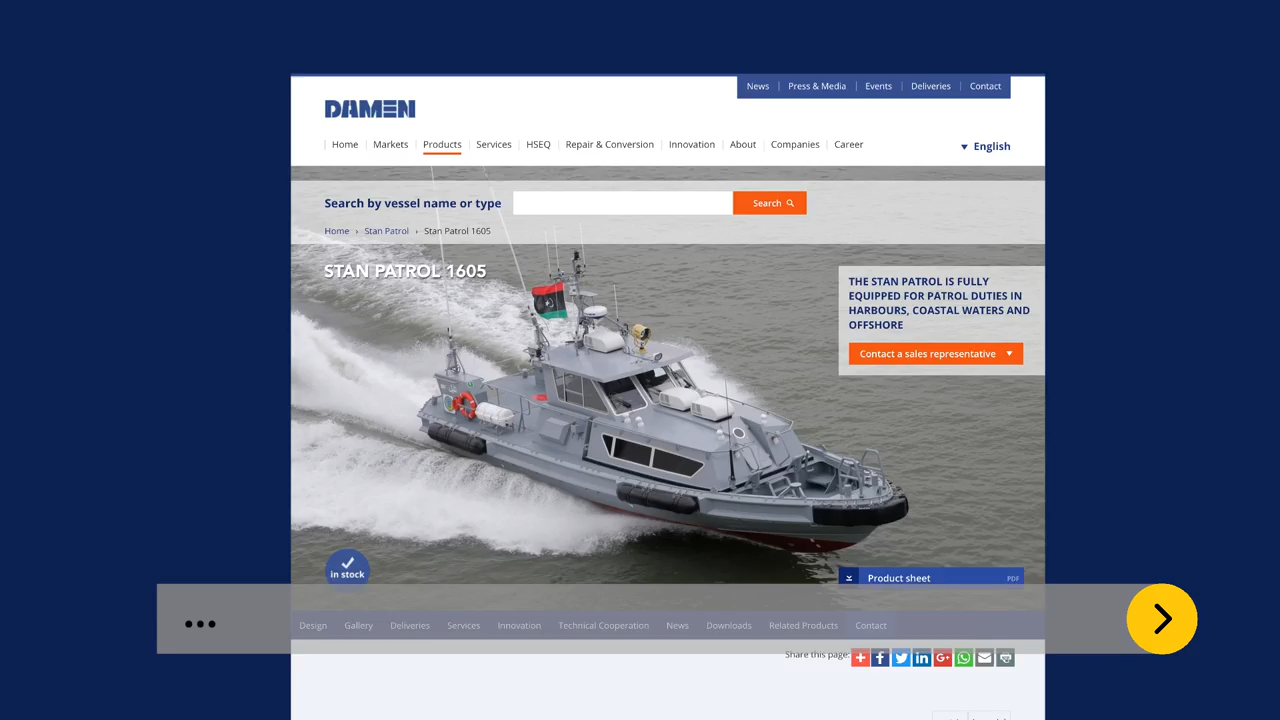 News | Press & Media | Events | Deliveries | Contact
DAMEN
Home | Markets | Products | Services | HSEQ | Repair & Conversion | Innovation | About | Companies | Career
English
Search by vessel name or type
Search
Home › Stan Patrol › Stan Patrol 1605
STAN PATROL 1605
THE STAN PATROL IS FULLY
EQUIPPED FOR PATROL DUTIES IN
HARBOURS, COASTAL WATERS AND
OFFSHORE
Contact a sales representative
in stock
Product sheet PDF
...
Design Gallery Deliveries Services Innovation Technical Cooperation News Downloads Related Products Contact
Share this page: